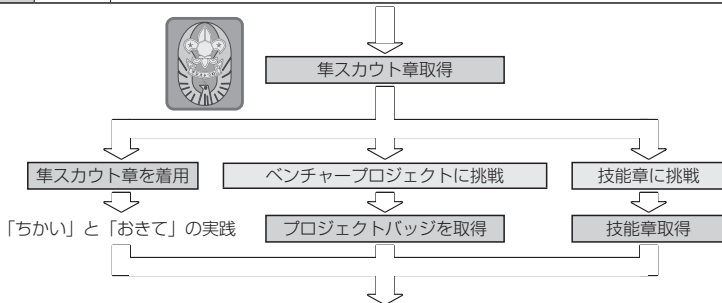 隼スカウト章取得
隼スカウト章を着用
ベンチャープロジェクトに挑戦
技能章に挑戦
「ちかい」と「おきて」の実践
プロジェクトバッジを取得
技能章取得